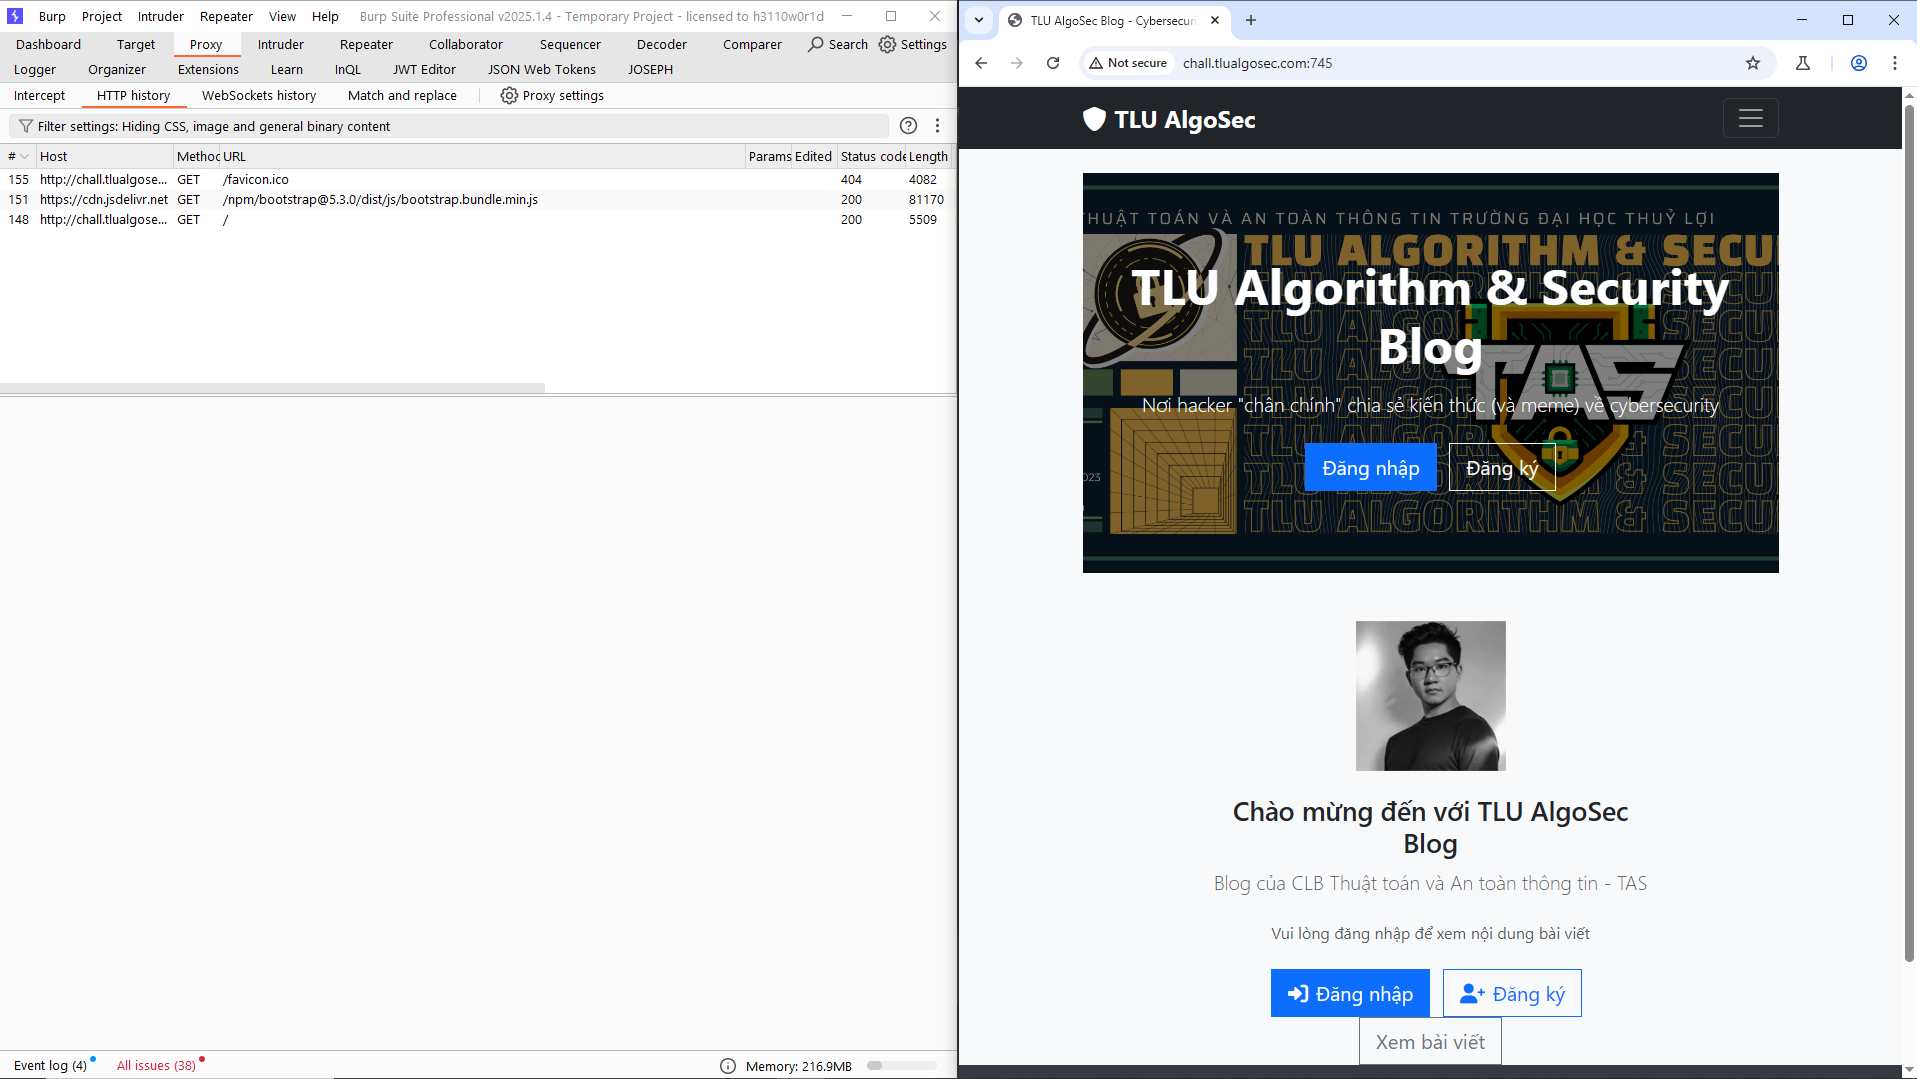 Burp Project Intruder Repeater View Help Burp Suite Professional v2025.1.4 - Temporary Project - licensed to h3110w0r1d
Dashboard Target Proxy Intruder Repeater Collaborator Sequencer Decoder Comparer Search Settings
Logger Organizer Extensions Learn InQL JWT Editor JSON Web Tokens JOSEPH
Intercept HTTP history WebSockets history Match and replace Proxy settings
Filter settings: Hiding CSS, image and general binary content
# Host Method URL Params Edited Status code Length
155 http://chall.tlualgose... GET /favicon.ico 404 4082
151 https://cdn.jsdelivr.net GET /npm/bootstrap@5.3.0/dist/js/bootstrap.bundle.min.js 200 81170
148 http://chall.tlualgose... GET / 200 5509
Event log (4) All issues (38) Memory: 216.9MB
TLU AlgoSec Blog - Cybersecuri
Not secure chall.tlualgosec.com:745
TLU AlgoSec
THUẬT TOÁN VÀ AN TOÀN THÔNG TIN TRƯỜNG ĐẠI HỌC THUỶ LỢI
TLU ALGORITHM & SECU
TLU Algorithm & Security
Blog
TAS
Nơi hacker "chân chính" chia sẻ kiến thức (và meme) về cybersecurity
Đăng nhập Đăng ký
2023
TLU ALGORITHM & SECU
Chào mừng đến với TLU AlgoSec
Blog
Blog của CLB Thuật toán và An toàn thông tin - TAS
Vui lòng đăng nhập để xem nội dung bài viết
Đăng nhập Đăng ký
Xem bài viết